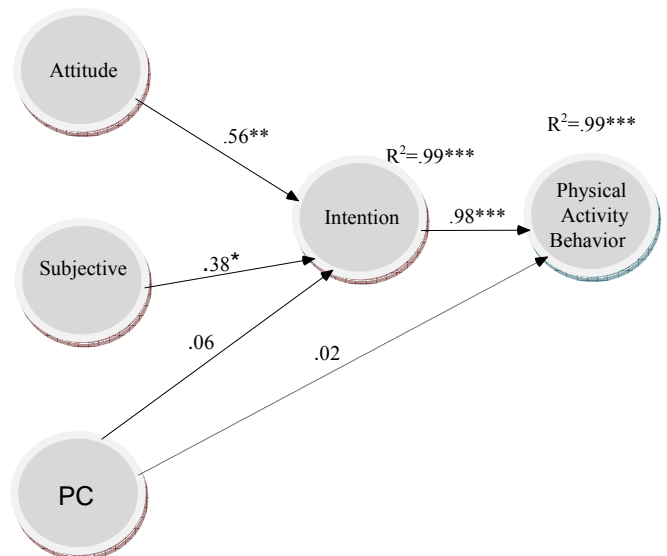 Attitude
R²=.99***
.56**
R²=.99***
Intention
.98***
Physical
Activity
Behavior
Subjective
.38*
.06
.02
PC